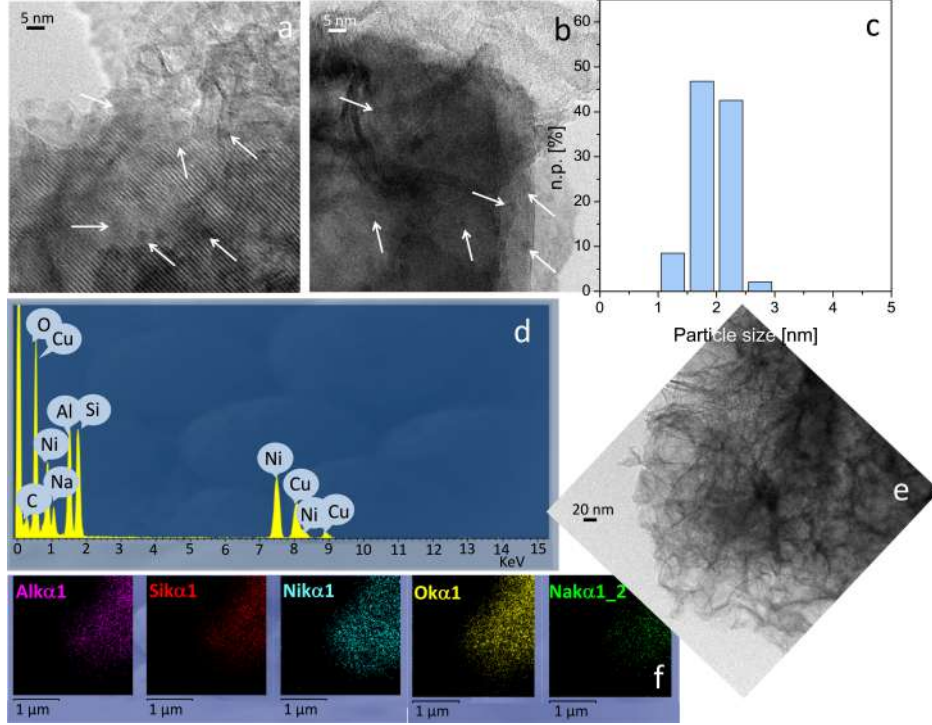 5 nm
a
5 nm
b
c
60
50
40
30
20
10
0
n.p. [%]
0 1 2 3 4 5
Particle size [nm]
d
O
Cu
Al
Si
Ni
Na
C
Ni
Cu
Ni
Cu
0 1 2 3 4 5 6 7 8 9 10 11 12 13 14 15
KeV
e
20 nm
Alkα1
Sikα1
Nikα1
Okα1
Nakα1_2
f
1 μm
1 μm
1 μm
1 μm
1 μm